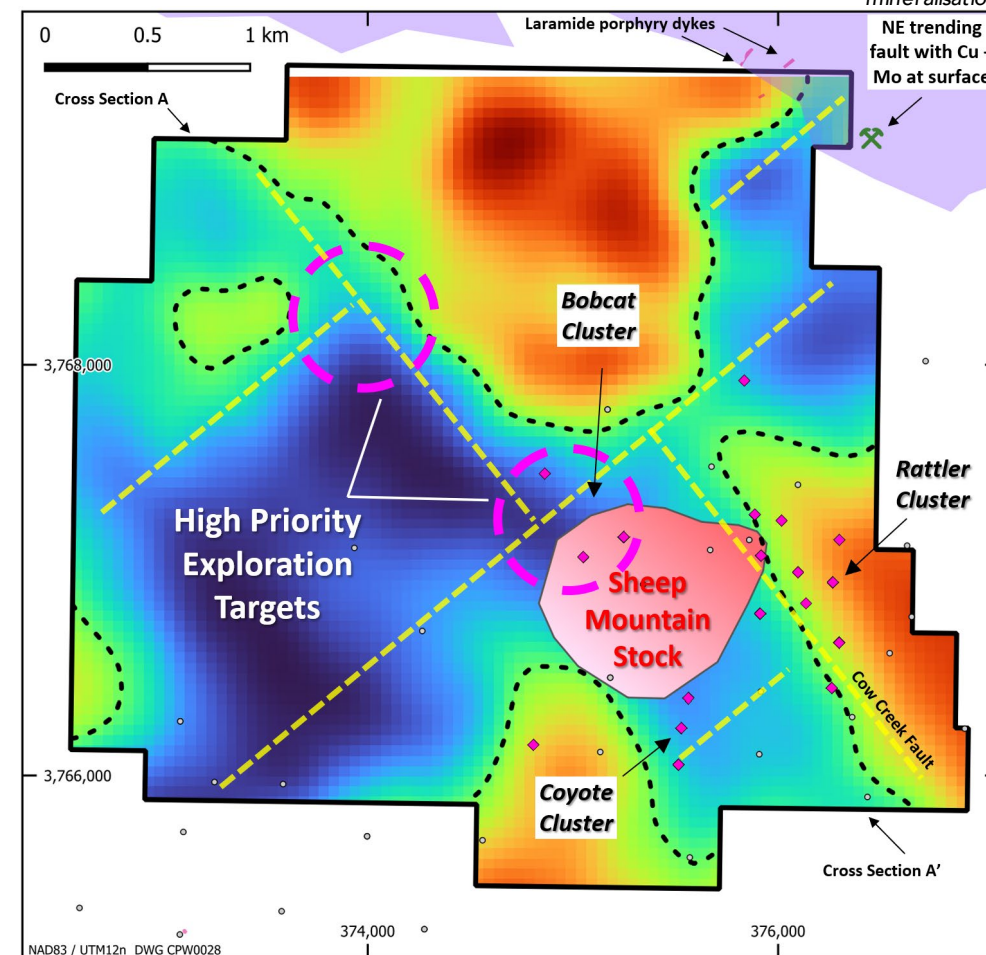 mineralisation
0 0.5 1 km
Laramide porphyry dykes
NE trending
fault with Cu -
Mo at surface
Cross Section A
Bobcat
Cluster
3,768,000
Rattler
Cluster
High Priority
Exploration
Targets
Sheep
Mountain
Stock
Cow Creek Fault
3,766,000
Coyote
Cluster
Cross Section A'
374,000
376,000
NAD83 / UTM12n DWG CPW0028